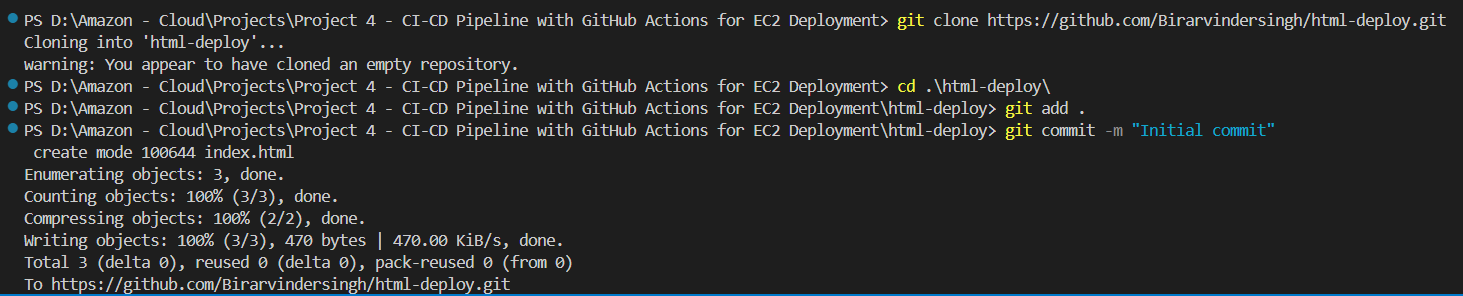 PS D:\Amazon - Cloud\Projects\Project 4 - CI-CD Pipeline with GitHub Actions for EC2 Deployment> git clone https://github.com/Birarvindersingh/html-deploy.git
Cloning into 'html-deploy'...
warning: You appear to have cloned an empty repository.
PS D:\Amazon - Cloud\Projects\Project 4 - CI-CD Pipeline with GitHub Actions for EC2 Deployment> cd .\html-deploy\
PS D:\Amazon - Cloud\Projects\Project 4 - CI-CD Pipeline with GitHub Actions for EC2 Deployment\html-deploy> git add .
PS D:\Amazon - Cloud\Projects\Project 4 - CI-CD Pipeline with GitHub Actions for EC2 Deployment\html-deploy> git commit -m "Initial commit"
 create mode 100644 index.html
Enumerating objects: 3, done.
Counting objects: 100% (3/3), done.
Compressing objects: 100% (2/2), done.
Writing objects: 100% (3/3), 470 bytes | 470.00 KiB/s, done.
Total 3 (delta 0), reused 0 (delta 0), pack-reused 0 (from 0)
To https://github.com/Birarvindersingh/html-deploy.git